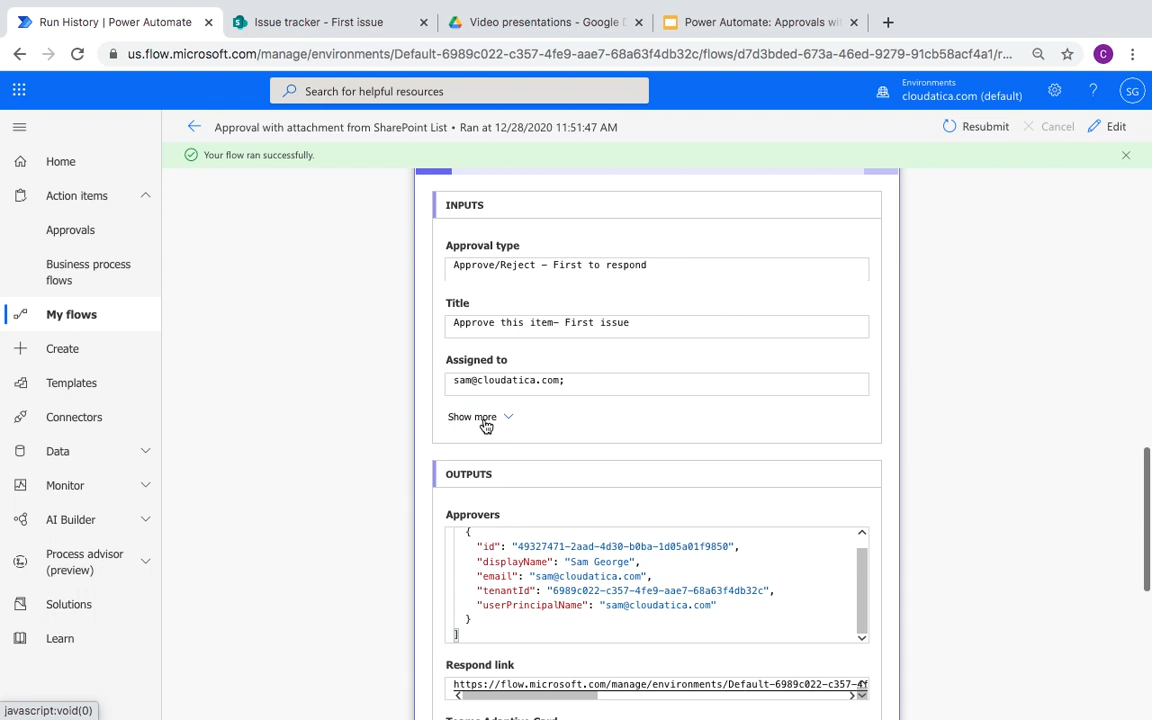 Run History | Power Automate
Issue tracker - First issue
Video presentations - Google D
Power Automate: Approvals wit
us.flow.microsoft.com/manage/environments/Default-6989c022-c357-4fe9-aae7-68a63f4db32c/flows/d7d3bded-673a-46ed-9279-91cb58acf4a1/r...
C
Search for helpful resources
Environments
cloudatica.com (default)
SG
Approval with attachment from SharePoint List • Ran at 12/28/2020 11:51:47 AM
Resubmit
Cancel
Edit
Your flow ran successfully.
Home
Action items
Approvals
Business process
flows
My flows
Create
Templates
Connectors
Data
Monitor
AI Builder
Process advisor
(preview)
Solutions
Learn
INPUTS
Approval type
Approve/Reject – First to respond
Title
Approve this item– First issue
Assigned to
sam@cloudatica.com;
Show more
OUTPUTS
Approvers
{
"id": "49327471-2aad-4d30-b0ba-1d05a01f9850",
"displayName": "Sam George",
"email": "sam@cloudatica.com",
"tenantId": "6989c022-c357-4fe9-aae7-68a63f4db32c",
"userPrincipalName": "sam@cloudatica.com"
}
]
Respond link
https://flow.microsoft.com/manage/environments/Default-6989c022-c357-4f
Teams Adaptive Card
javascript:void(0)